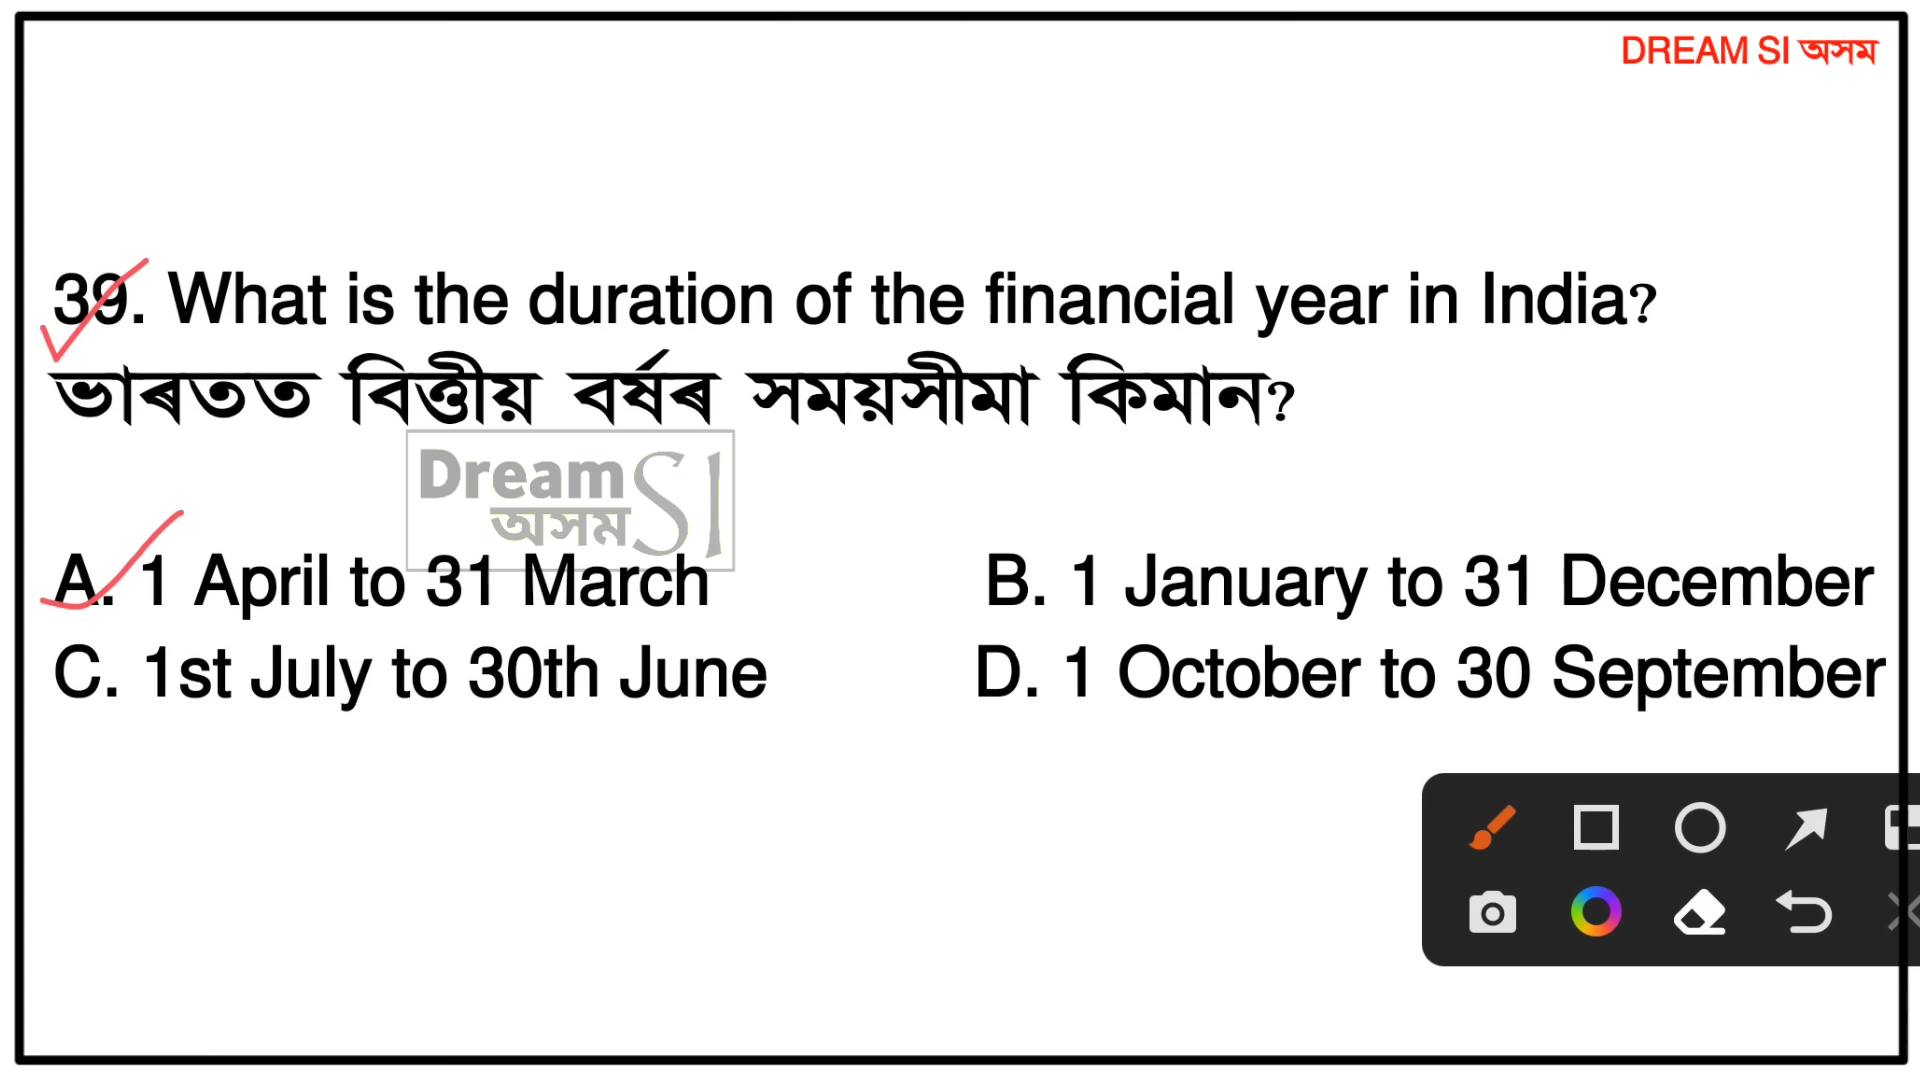 DREAM SI অসম
39. What is the duration of the financial year in India?
ভাৰতত বিত্তীয় বৰ্ষৰ সময়সীমা কিমান?
Dream SI
অসম
A. 1 April to 31 March B. 1 January to 31 December
C. 1st July to 30th June D. 1 October to 30 September